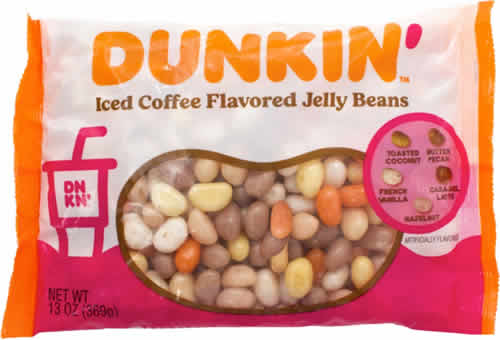 DUNKIN'
™
Iced Coffee Flavored Jelly Beans
TOASTED
COCONUT
BUTTER
PECAN
FRENCH
VANILLA
CARAMEL
LATTE
HAZELNUT
ARTIFICIALLY FLAVORED
DN
KN'
NET WT
13 OZ (369g)